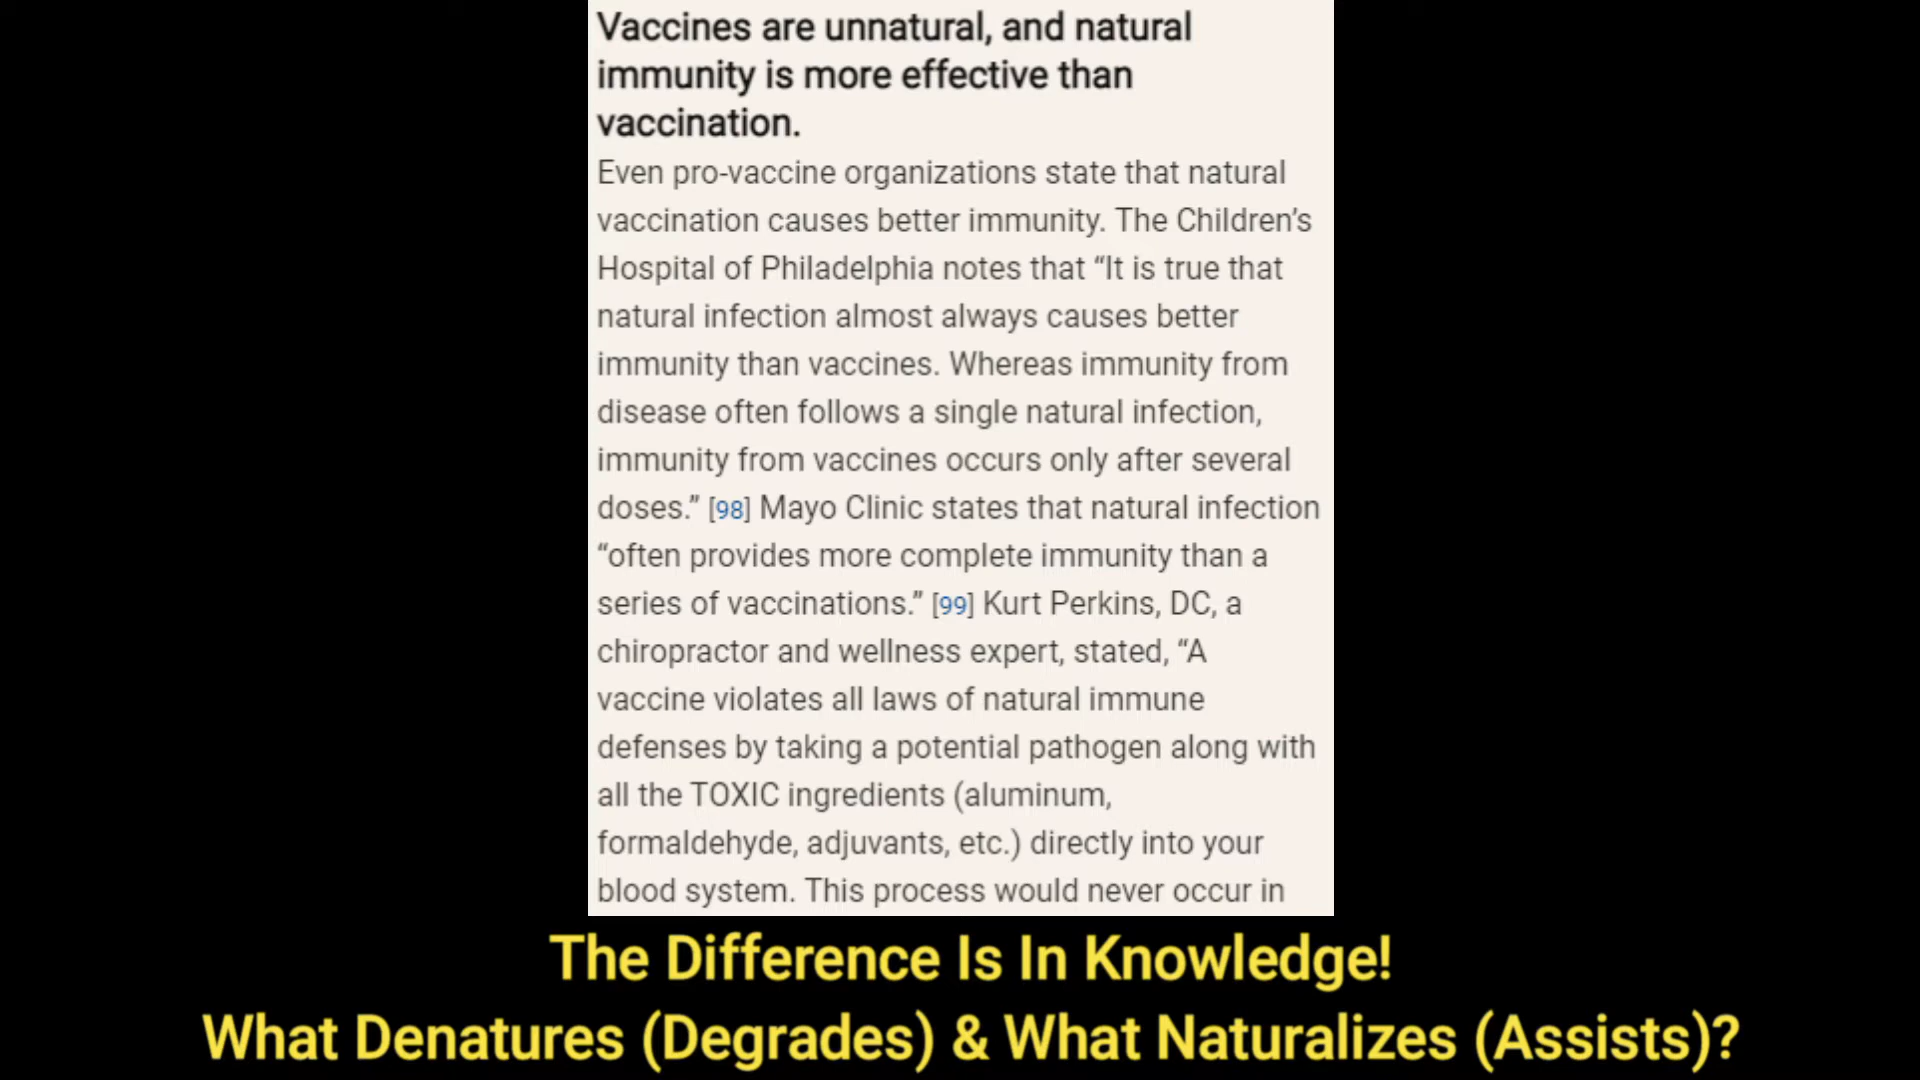 Vaccines are unnatural, and natural
immunity is more effective than
vaccination.
Even pro-vaccine organizations state that natural
vaccination causes better immunity. The Children’s
Hospital of Philadelphia notes that “It is true that
natural infection almost always causes better
immunity than vaccines. Whereas immunity from
disease often follows a single natural infection,
immunity from vaccines occurs only after several
doses.” [98] Mayo Clinic states that natural infection
“often provides more complete immunity than a
series of vaccinations.” [99] Kurt Perkins, DC, a
chiropractor and wellness expert, stated, “A
vaccine violates all laws of natural immune
defenses by taking a potential pathogen along with
all the TOXIC ingredients (aluminum,
formaldehyde, adjuvants, etc.) directly into your
blood system. This process would never occur in
The Difference Is In Knowledge!
What Denatures (Degrades) & What Naturalizes (Assists)?